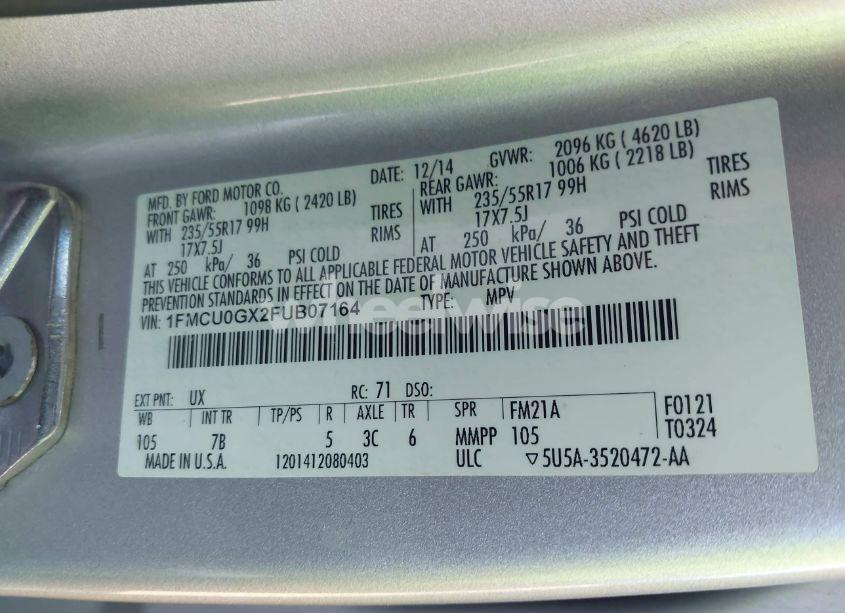 MFD. BY FORD MOTOR CO.
DATE: 12/14 GVWR: 2096 KG ( 4620 LB)
FRONT GAWR: 1098 KG ( 2420 LB) REAR GAWR: 1006 KG ( 2218 LB)
WITH 235/55R17 99H TIRES WITH 235/55R17 99H TIRES
17X7.5J RIMS 17X7.5J RIMS
AT 250 kPa/ 36 PSI COLD AT 250 kPa/ 36 PSI COLD
THIS VEHICLE CONFORMS TO ALL APPLICABLE FEDERAL MOTOR VEHICLE SAFETY AND THEFT
PREVENTION STANDARDS IN EFFECT ON THE DATE OF MANUFACTURE SHOWN ABOVE.
VIN: 1FMCU0GX2FUB07164 TYPE: MPV
wheelwise
EXT PNT: UX RC: 71 DSO:
WB INT TR TP/PS R AXLE TR SPR FM21A F0121
105 7B 5 3C 6 MMPP 105 T0324
MADE IN U.S.A. 1201412080403 ULC ▽5U5A-3520472-AA